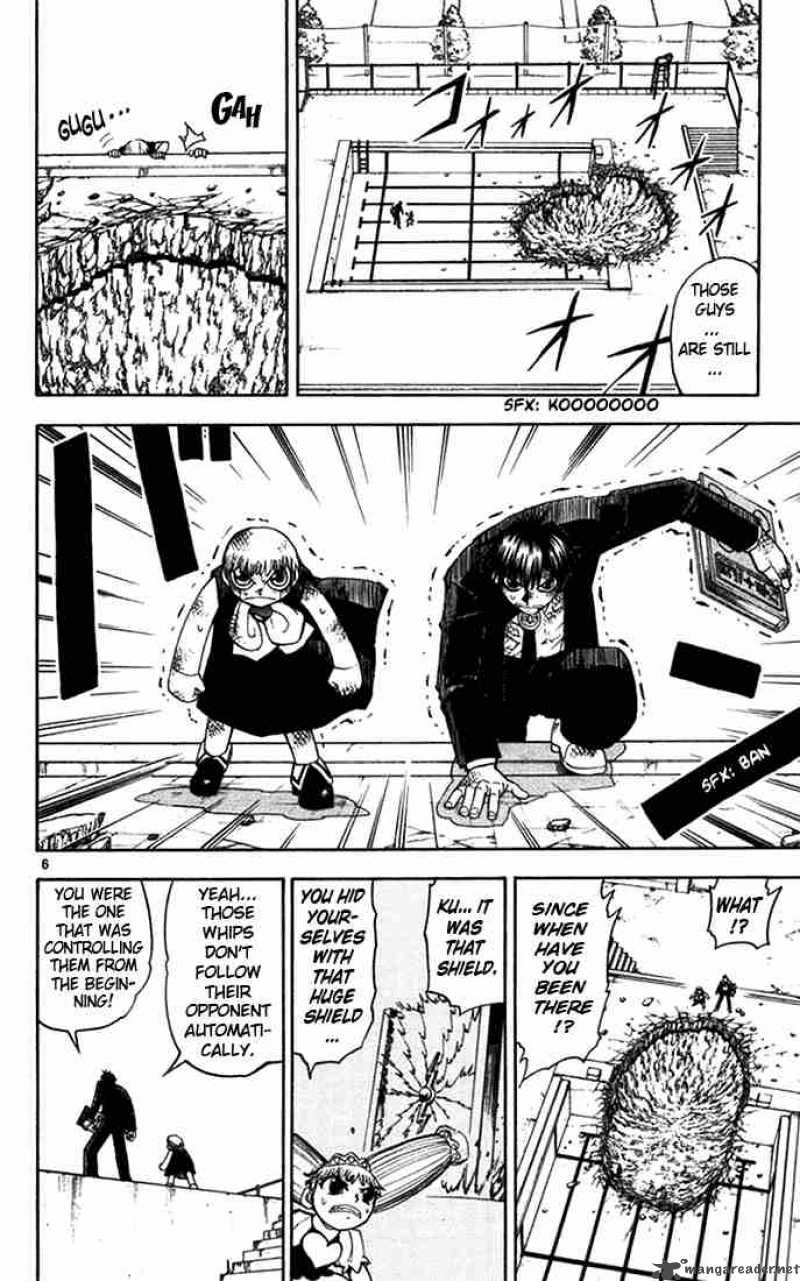 THOSE
GUYS
...
ARE STILL
...
SFX: KOOOOOOOO
GAH
GUGU...
SFX: BAN
6
WHAT
!?
SINCE
WHEN
HAVE
YOU
BEEN
THERE
!?
KU... IT
WAS
THAT
SHIELD.
YOU HID
YOUR-
SELVES
WITH
THAT
HUGE
SHIELD
...
YEAH...
THOSE
WHIPS
DON'T
FOLLOW
THEIR
OPPONENT
AUTOMATI-
CALLY.
YOU WERE
THE ONE
THAT WAS
CONTROLLING
THEM FROM
THE BEGIN-
NING!
mangareader.net